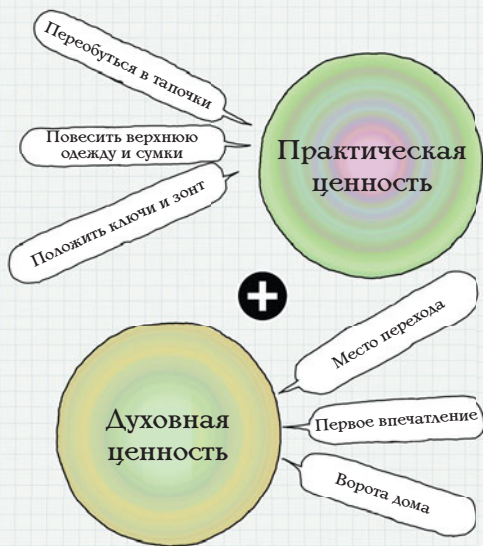 Переобуться в тапочки
Повесить верхнюю
одежду и сумки
Положить ключи и зонт
Практическая
ценность
+
Место перехода
Первое впечатление
Ворота дома
Духовная
ценность